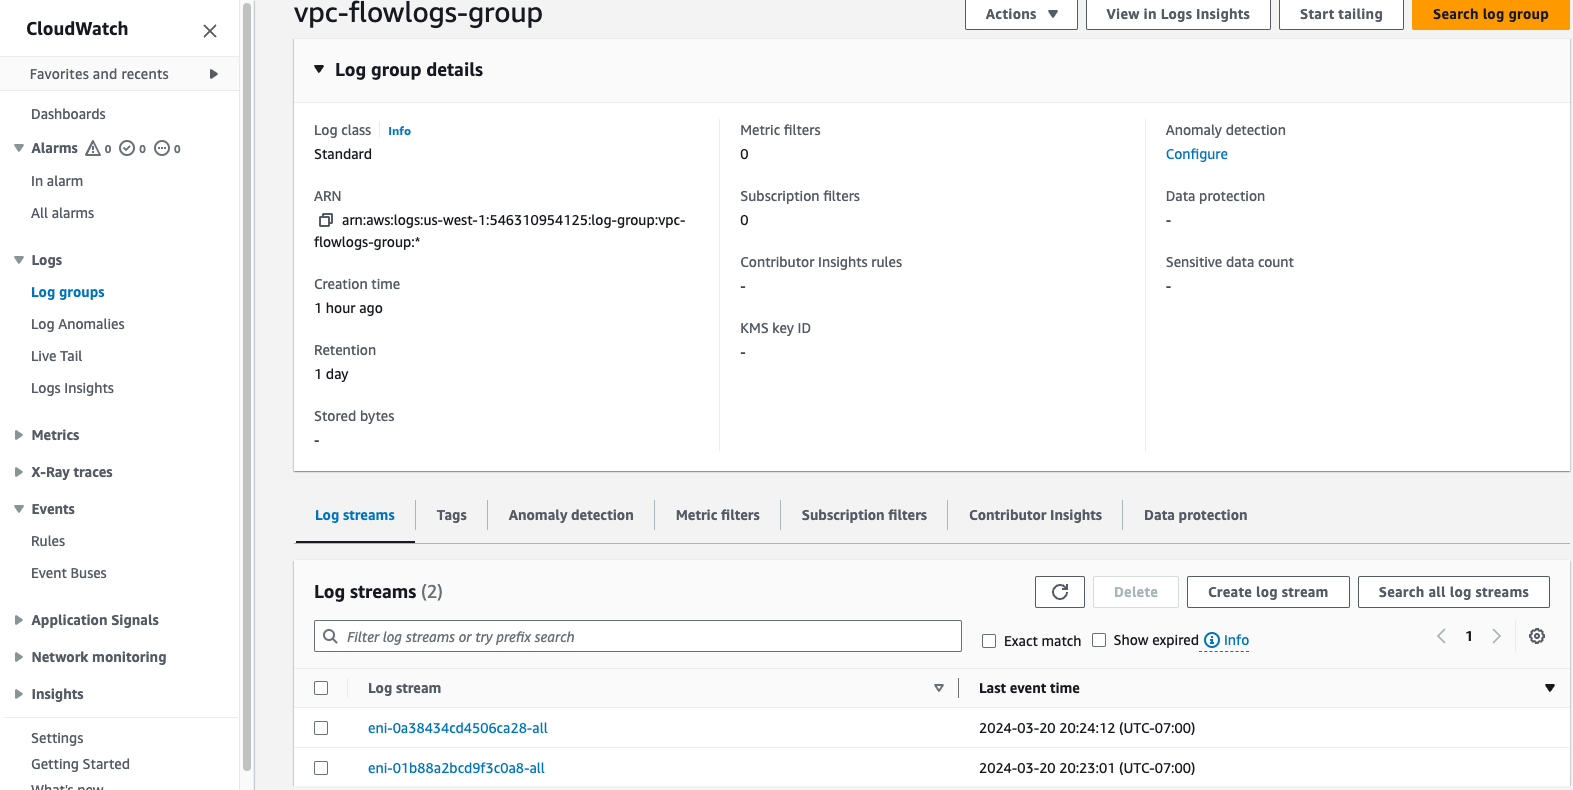 CloudWatch
Favorites and recents
Dashboards
Alarms 0 0 0
In alarm
All alarms
Logs
Log groups
Log Anomalies
Live Tail
Logs Insights
Metrics
X-Ray traces
Events
Rules
Event Buses
Application Signals
Network monitoring
Insights
Settings
Getting Started
What's new
vpc-flowlogs-group
Actions
View in Logs Insights
Start tailing
Search log group
Log group details
Log class Info
Standard
ARN
arn:aws:logs:us-west-1:546310954125:log-group:vpc-
flowlogs-group:*
Creation time
1 hour ago
Retention
1 day
Stored bytes
-
Metric filters
0
Subscription filters
0
Contributor Insights rules
-
KMS key ID
-
Anomaly detection
Configure
Data protection
-
Sensitive data count
-
Log streams
Tags
Anomaly detection
Metric filters
Subscription filters
Contributor Insights
Data protection
Log streams (2)
Delete
Create log stream
Search all log streams
Filter log streams or try prefix search
Exact match
Show expired
Info
1
Log stream
Last event time
eni-0a38434cd4506ca28-all
2024-03-20 20:24:12 (UTC-07:00)
eni-01b88a2bcd9f3c0a8-all
2024-03-20 20:23:01 (UTC-07:00)